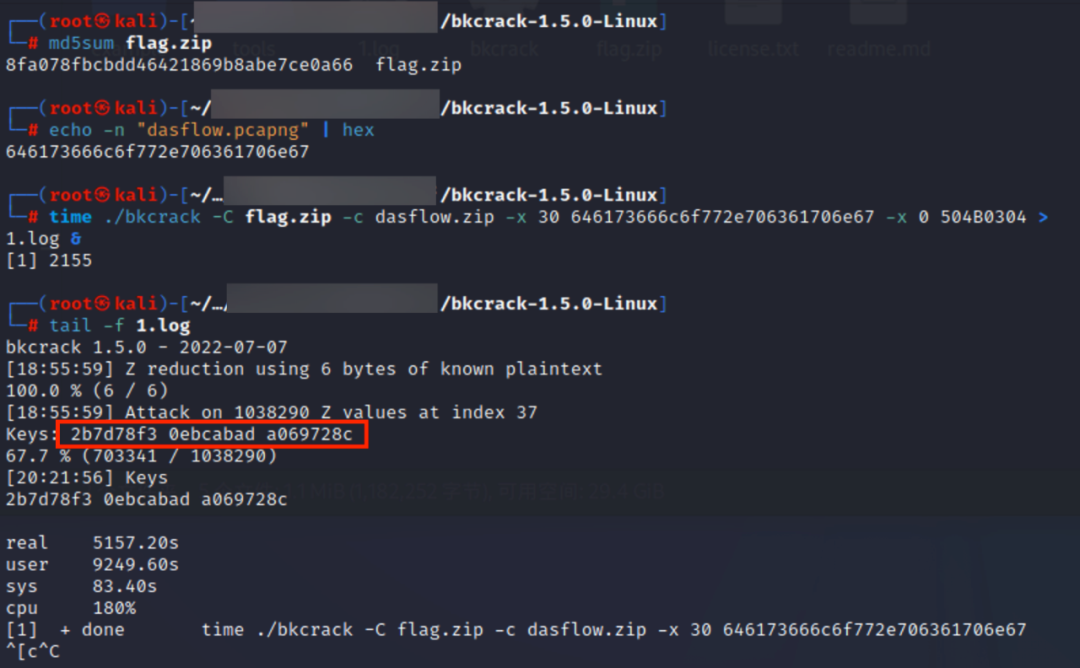 ┌──(root㉿kali)-[~ /bkcrack-1.5.0-Linux]
└─# md5sum flag.zip
8fa078fbcbdd46421869b8abe7ce0a66  flag.zip
┌──(root㉿kali)-[~/ /bkcrack-1.5.0-Linux]
└─# echo -n "dasflow.pcapng" | hex
646173666c6f772e706361706e67
┌──(root㉿kali)-[~/… /bkcrack-1.5.0-Linux]
└─# time ./bkcrack -C flag.zip -c dasflow.zip -x 30 646173666c6f772e706361706e67 -x 0 504B0304 >
1.log &
[1] 2155
┌──(root㉿kali)-[~/…/ /bkcrack-1.5.0-Linux]
└─# tail -f 1.log
bkcrack 1.5.0 - 2022-07-07
[18:55:59] Z reduction using 6 bytes of known plaintext
100.0 % (6 / 6)
[18:55:59] Attack on 1038290 Z values at index 37
Keys: 2b7d78f3 0ebcabad a069728c
67.7 % (703341 / 1038290)
[20:21:56] Keys
2b7d78f3 0ebcabad a069728c
real    5157.20s
user    9249.60s
sys     83.40s
cpu     180%
[1]  + done       time ./bkcrack -C flag.zip -c dasflow.zip -x 30 646173666c6f772e706361706e67
^[c^C